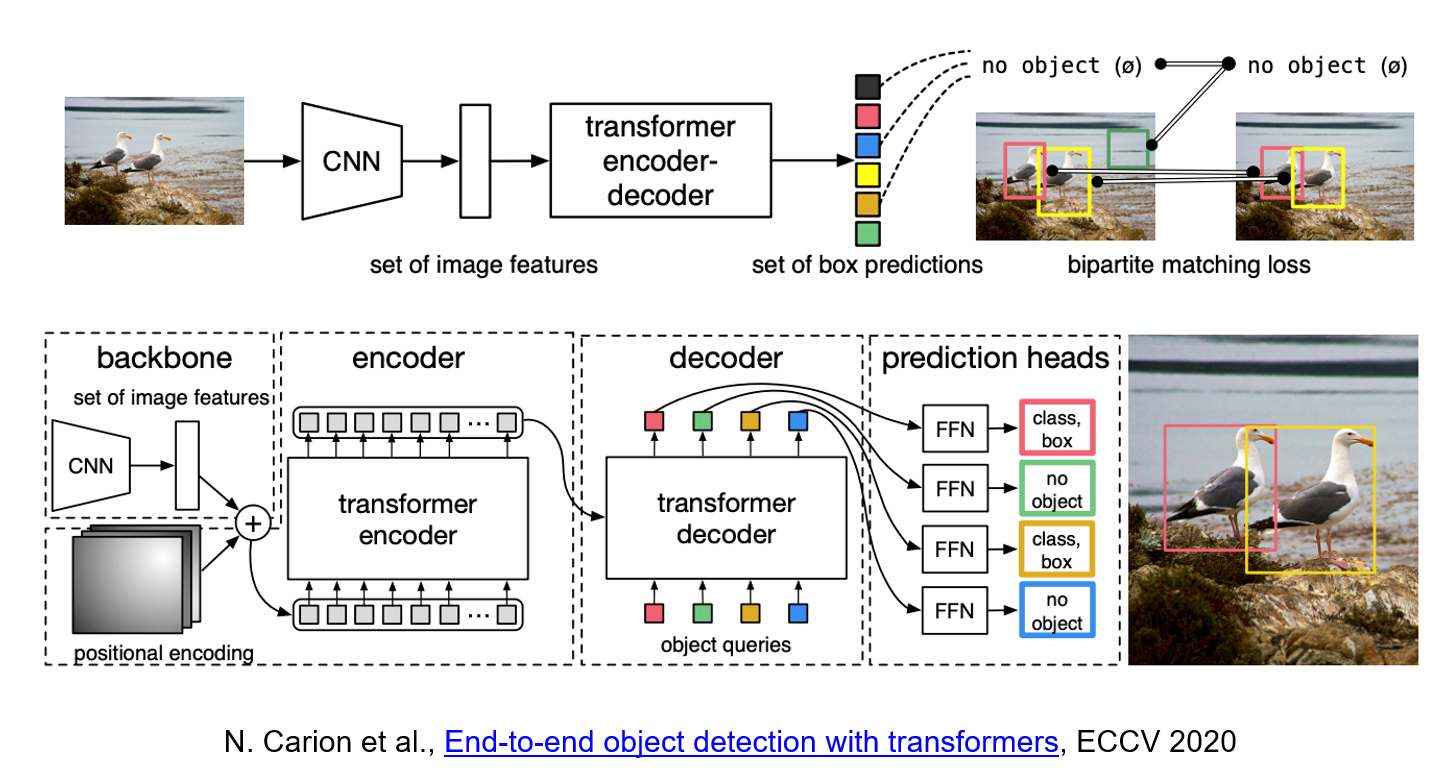 no object (ø)
no object (ø)
CNN
transformer
encoder-
decoder
set of image features
set of box predictions
bipartite matching loss
backbone
set of image features
CNN
+
positional encoding
encoder
...
transformer
encoder
...
decoder
transformer
decoder
object queries
prediction heads
FFN
class,
box
FFN
no
object
FFN
class,
box
FFN
no
object
N. Carion et al., End-to-end object detection with transformers, ECCV 2020